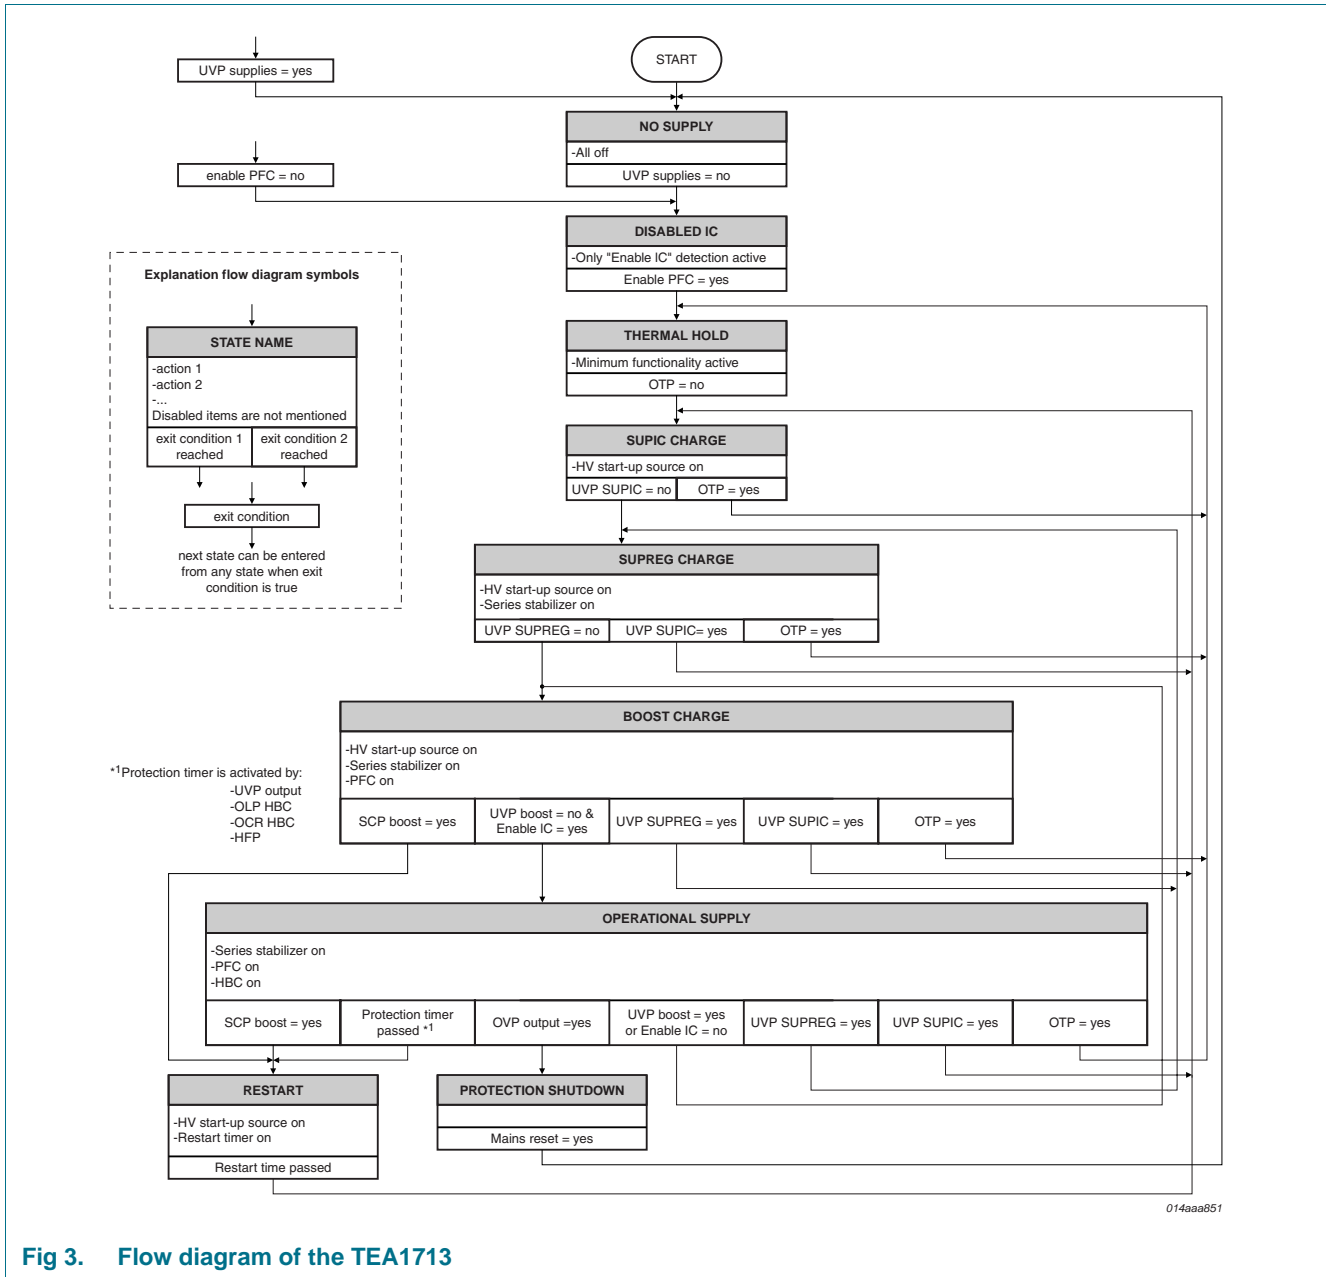 START
UVP supplies = yes
NO SUPPLY
-All off
UVP supplies = no
enable PFC = no
DISABLED IC
-Only "Enable IC" detection active
Enable PFC = yes
Explanation flow diagram symbols
STATE NAME
-action 1
-action 2
-...
Disabled items are not mentioned
exit condition 1
reached
exit condition 2
reached
exit condition
next state can be entered
from any state when exit
condition is true
THERMAL HOLD
-Minimum functionality active
OTP = no
SUPIC CHARGE
-HV start-up source on
UVP SUPIC = no
OTP = yes
SUPREG CHARGE
-HV start-up source on
-Series stabilizer on
UVP SUPREG = no
UVP SUPIC= yes
OTP = yes
BOOST CHARGE
-HV start-up source on
-Series stabilizer on
-PFC on
SCP boost = yes
UVP boost = no &
Enable IC = yes
UVP SUPREG = yes
UVP SUPIC = yes
OTP = yes
*1Protection timer is activated by:
-UVP output
-OLP HBC
-OCR HBC
-HFP
OPERATIONAL SUPPLY
-Series stabilizer on
-PFC on
-HBC on
SCP boost = yes
Protection timer
passed *1
OVP output =yes
UVP boost = yes
or Enable IC = no
UVP SUPREG = yes
UVP SUPIC = yes
OTP = yes
RESTART
-HV start-up source on
-Restart timer on
Restart time passed
PROTECTION SHUTDOWN
Mains reset = yes
014aaa851
Fig 3. Flow diagram of the TEA1713